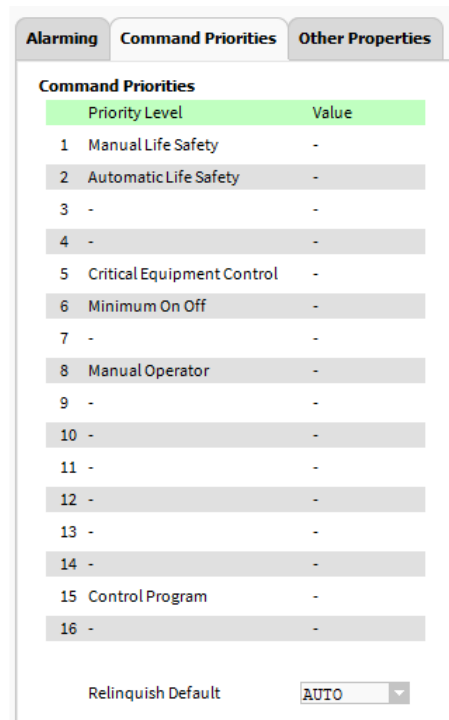 Alarming Command Priorities Other Properties
Command Priorities
Priority Level Value
1 Manual Life Safety -
2 Automatic Life Safety -
3 - -
4 - -
5 Critical Equipment Control -
6 Minimum On Off -
7 - -
8 Manual Operator -
9 - -
10 - -
11 - -
12 - -
13 - -
14 - -
15 Control Program -
16 - -
Relinquish Default AUTO